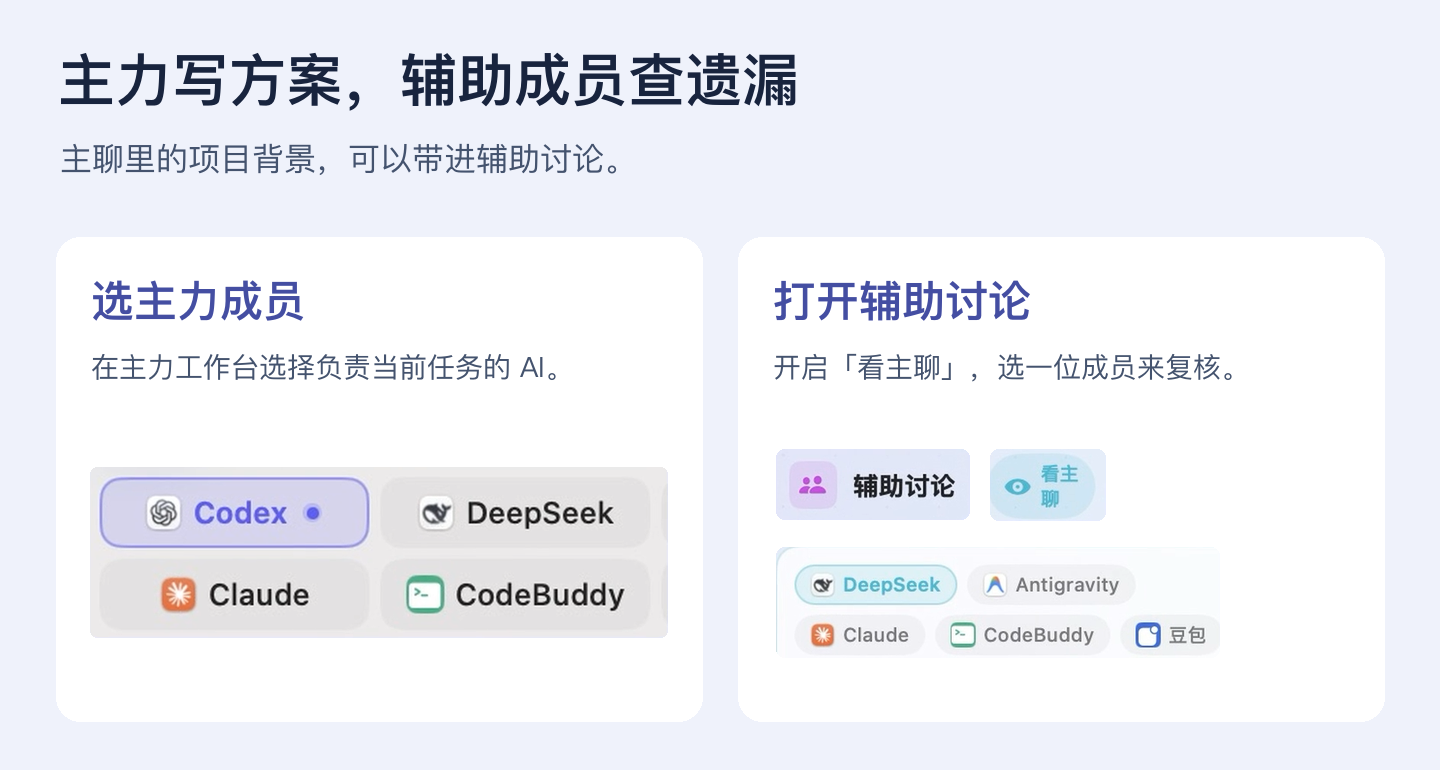 主力写方案，辅助成员查遗漏
主聊里的项目背景，可以带进辅助讨论。
选主力成员
在主力工作台选择负责当前任务的 AI。
Codex
DeepSeek
Claude
CodeBuddy
打开辅助讨论
开启「看主聊」，选一位成员来复核。
辅助讨论
看主
聊
DeepSeek
Antigravity
Claude
CodeBuddy
豆包